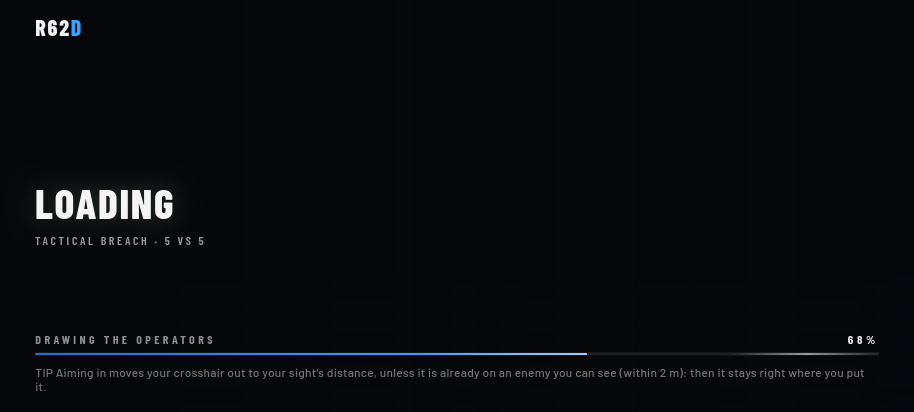 R62D
LOADING
TACTICAL BREACH · 5 VS 5
DRAWING THE OPERATORS 68%
TIP Aiming in moves your crosshair out to your sight's distance, unless it is already on an enemy you can see (within 2 m): then it stays right where you put
it.